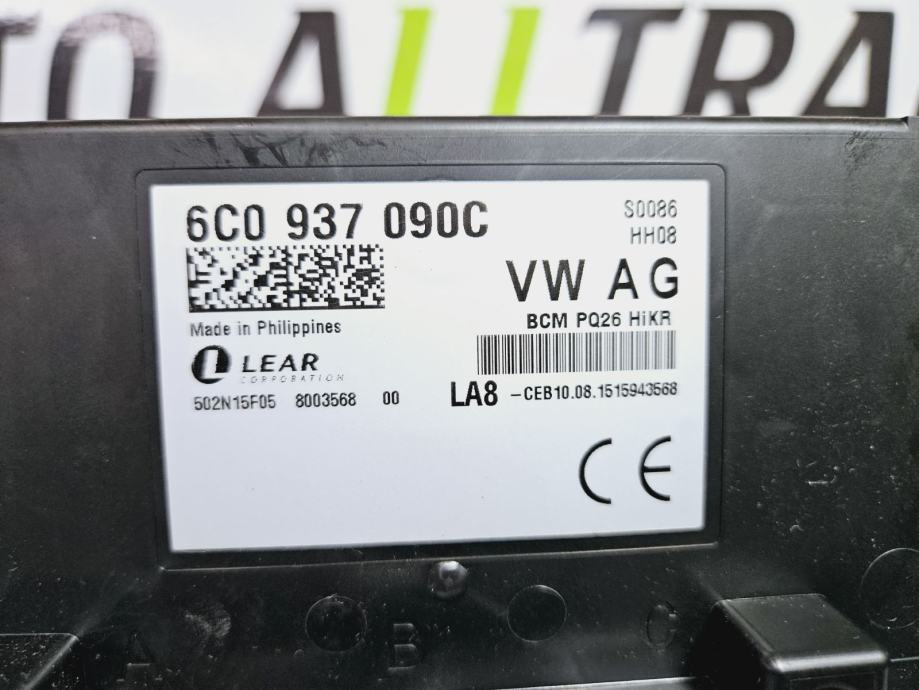 TO ALLTRA
6C0 937 090C
S0086
HH08
VW AG
BCM PQ26 HiKR
Made in Philippines
LEAR
CORPORATION
502N15F05 8003568 00
LA8 -CEB10.08.1515943568
CE
A B C